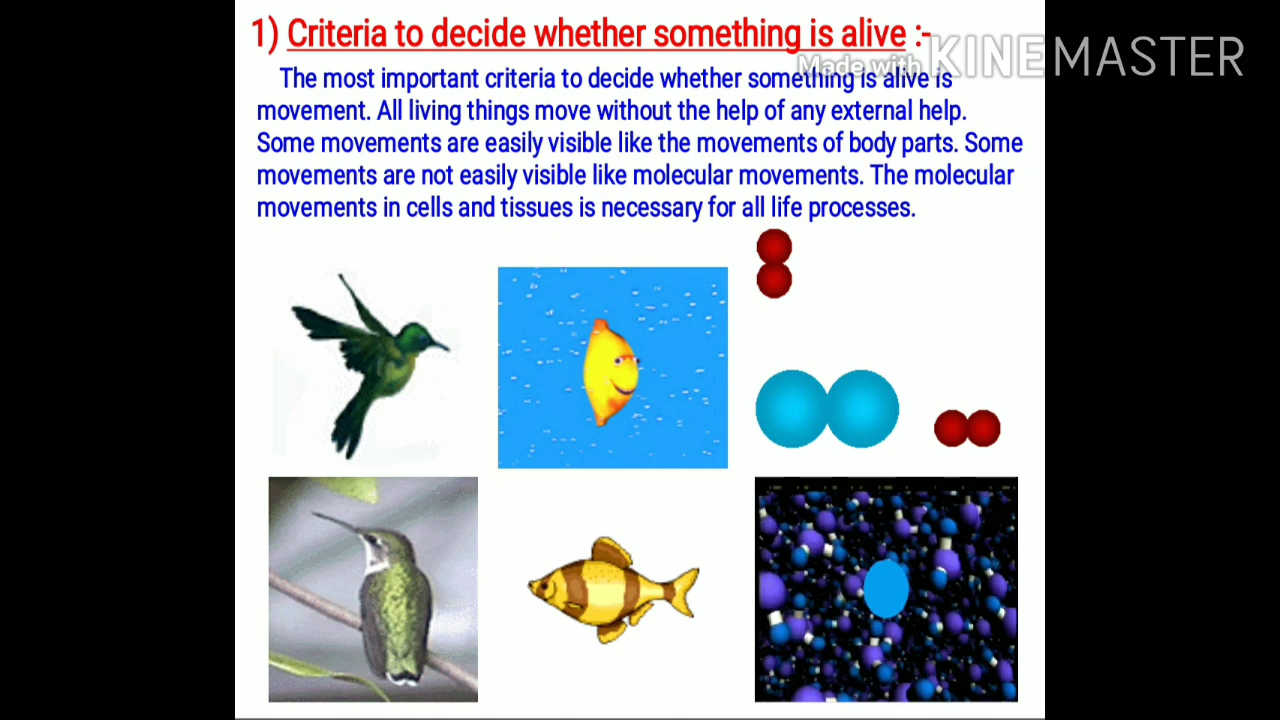 1) Criteria to decide whether something is alive :-
Made with KINEMASTER
The most important criteria to decide whether something is alive is
movement. All living things move without the help of any external help.
Some movements are easily visible like the movements of body parts. Some
movements are not easily visible like molecular movements. The molecular
movements in cells and tissues is necessary for all life processes.